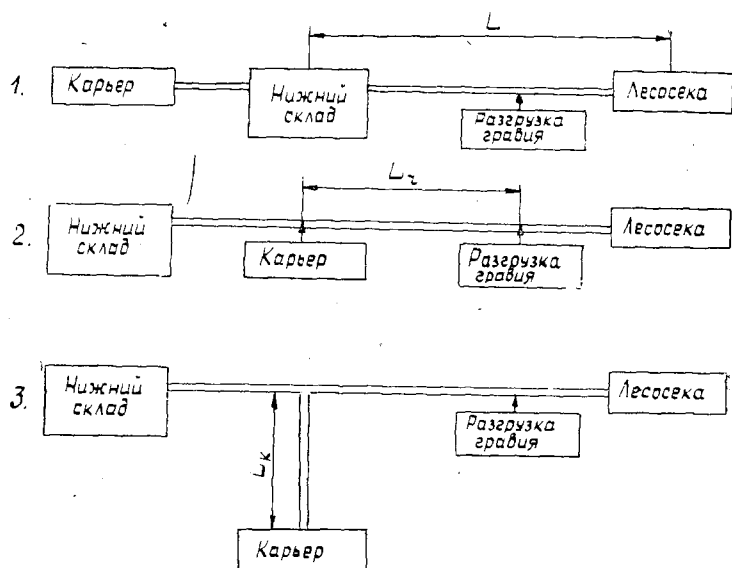 L
1.
Карьер
Нижний
склад
Лесосека
Разгрузка
гравия
Lг
2.
Нижний
склад
Лесосека
Карьер
Разгрузка
гравия
3.
Нижний
склад
Лесосека
Разгрузка
гравия
Lк
Карьер